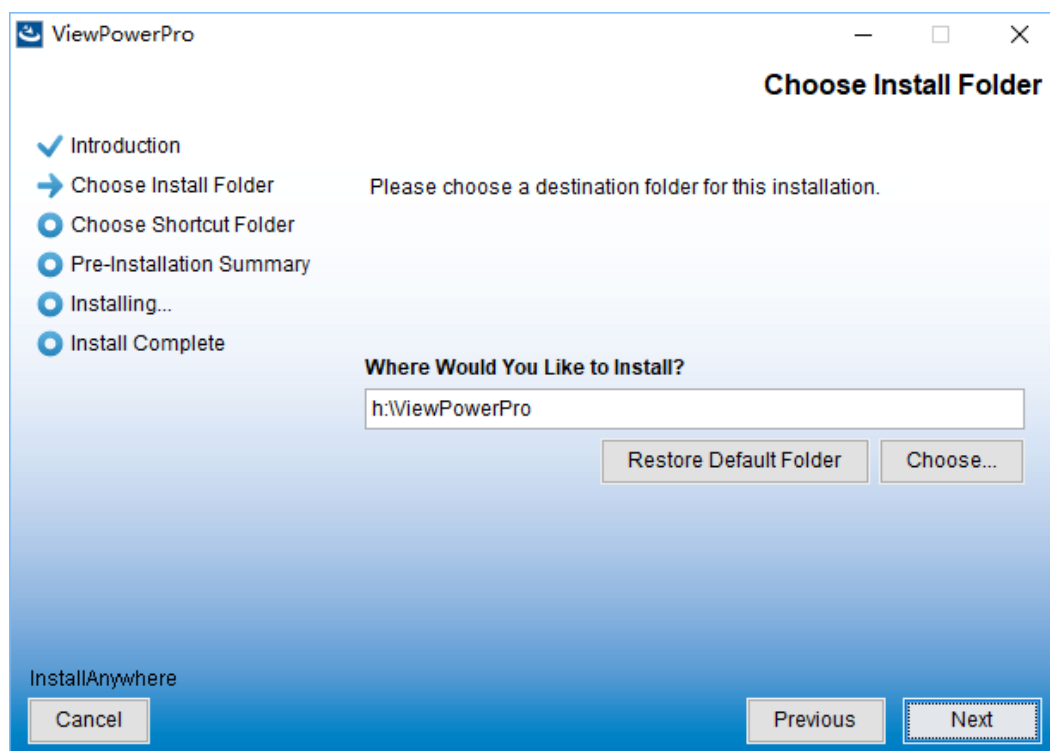 ViewPowerPro
Choose Install Folder
Introduction
Choose Install Folder
Please choose a destination folder for this installation.
Choose Shortcut Folder
Pre-Installation Summary
Installing...
Install Complete
Where Would You Like to Install?
h:\ViewPowerPro
Restore Default Folder
Choose...
InstallAnywhere
Cancel
Previous
Next